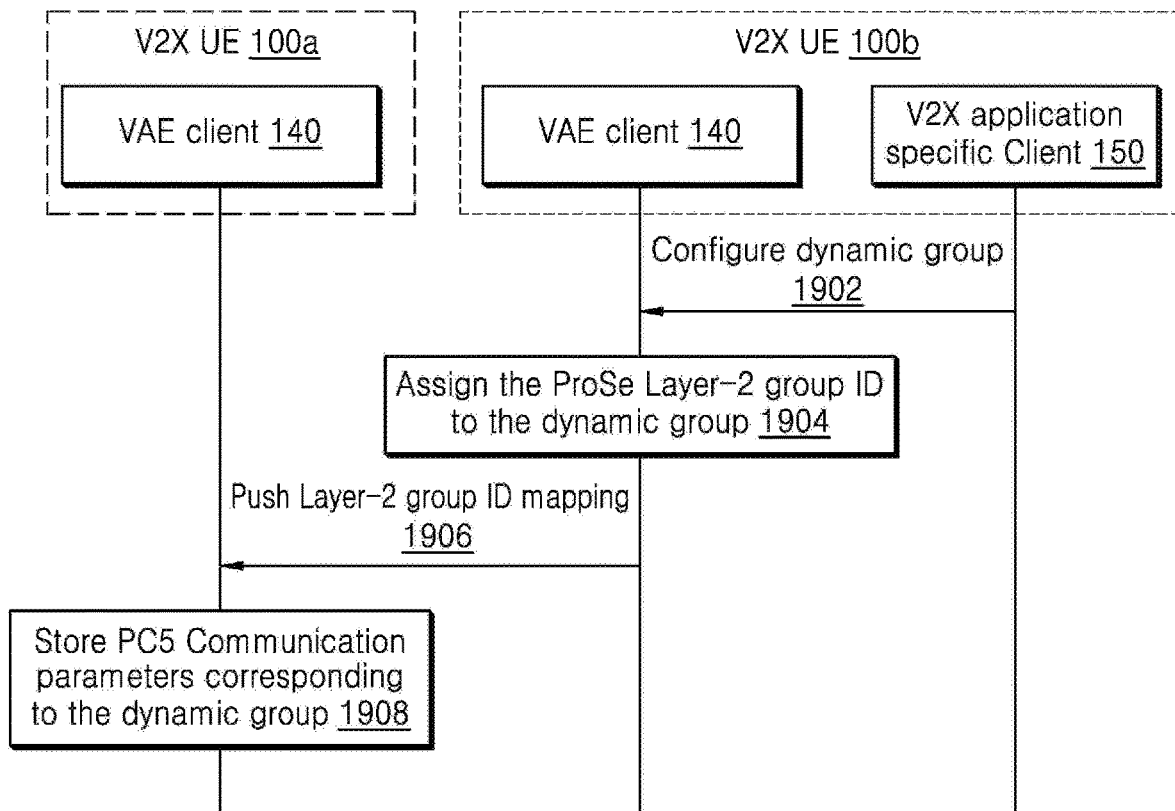 V2X UE 100a
V2X UE 100b
VAE client 140
VAE client 140
V2X application
specific Client 150
Configure dynamic group
1902
Assign the ProSe Layer-2 group ID
to the dynamic group 1904
Push Layer-2 group ID mapping
1906
Store PC5 Communication
parameters corresponding
to the dynamic group 1908